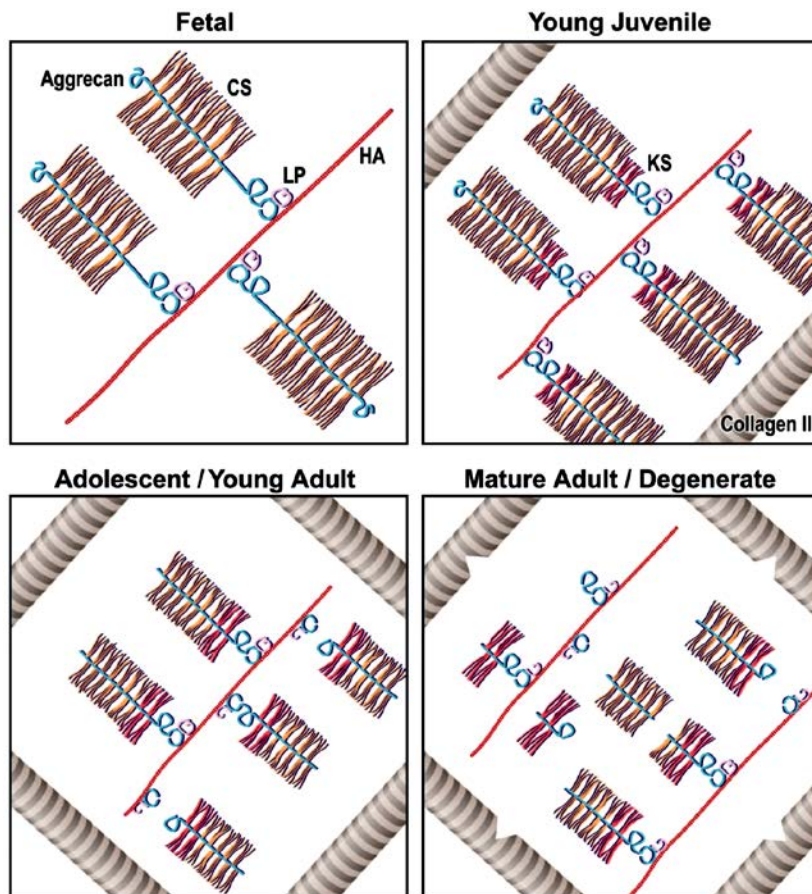 Fetal
Aggrecan
CS
LP
HA
Young Juvenile
KS
Collagen II
Adolescent / Young Adult
Mature Adult / Degenerate